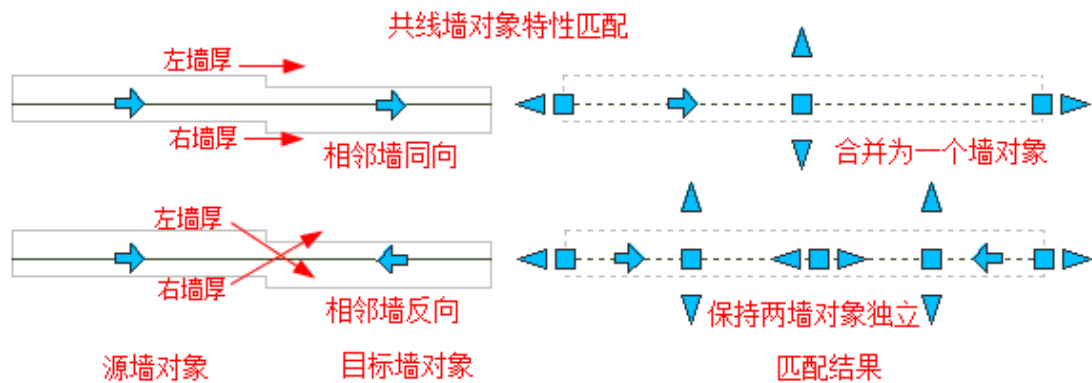 共线墙对象特性匹配
左墙厚
右墙厚
相邻墙同向
合并为一个墙对象
左墙厚
右墙厚
相邻墙反向
保持两墙对象独立
源墙对象
目标墙对象
匹配结果